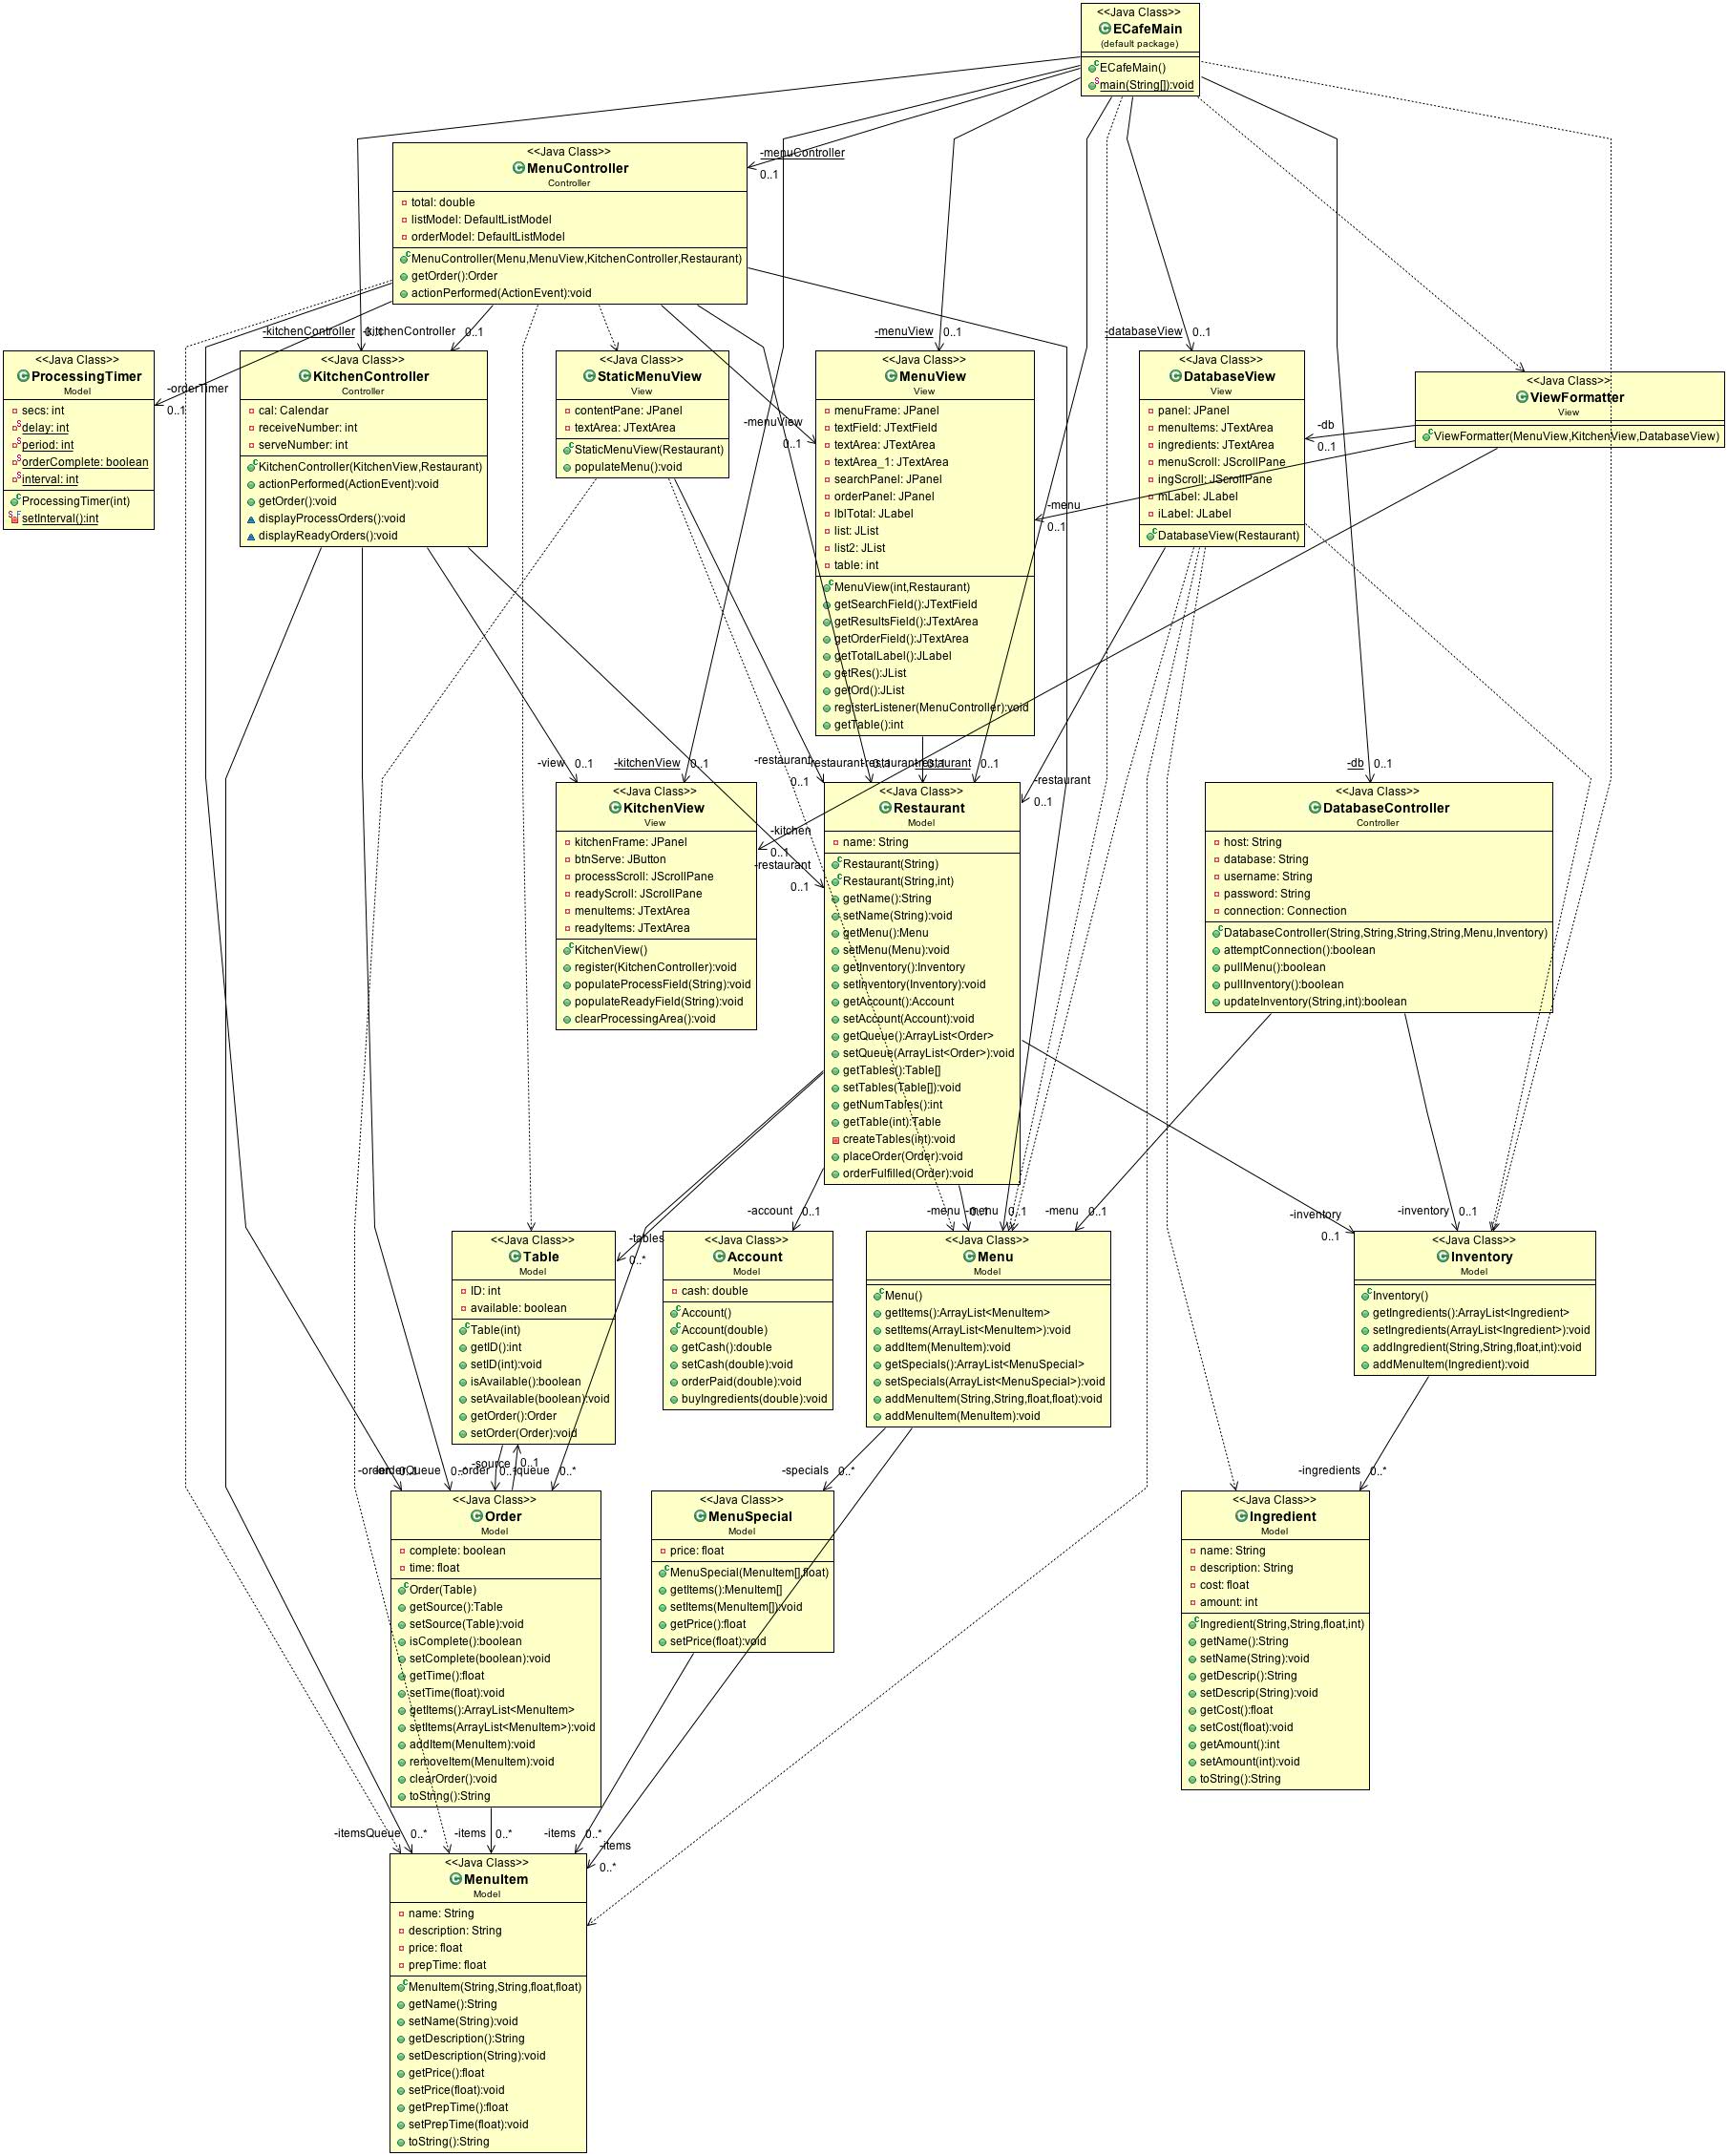 <<Java Class>>
ECafeMain
(default package)
ECafeMain()
main(String[]):void
-menuController
0..1
<<Java Class>>
MenuController
Controller
total: double
listModel: DefaultListModel
orderModel: DefaultListModel
MenuController(Menu,MenuView,KitchenController,Restaurant)
getOrder():Order
actionPerformed(ActionEvent):void
-kitchenController
0..1
-kitchenController
0..1
-menuView
0..1
-databaseView
0..1
<<Java Class>>
ProcessingTimer
Model
secs: int
delay: int
period: int
orderComplete: boolean
interval: int
ProcessingTimer(int)
setInterval():int
-orderTimer
0..1
<<Java Class>>
KitchenController
Controller
cal: Calendar
receiveNumber: int
serveNumber: int
KitchenController(KitchenView,Restaurant)
actionPerformed(ActionEvent):void
getOrder():void
displayProcessOrders():void
displayReadyOrders():void
<<Java Class>>
StaticMenuView
View
contentPane: JPanel
textArea: JTextArea
StaticMenuView(Restaurant)
populateMenu():void
-menuView
0..1
<<Java Class>>
MenuView
View
menuFrame: JPanel
textField: JTextField
textArea: JTextArea
textArea_1: JTextArea
searchPanel: JPanel
orderPanel: JPanel
lblTotal: JLabel
list: JList
list2: JList
table: int
MenuView(int,Restaurant)
getSearchField():JTextField
getResultsField():JTextArea
getOrderField():JTextArea
getTotalLabel():JLabel
getRes():JList
getOrd():JList
registerListener(MenuController):void
getTable():int
-menu
0..1
<<Java Class>>
DatabaseView
View
panel: JPanel
menuItems: JTextArea
ingredients: JTextArea
menuScroll: JScrollPane
ingScroll: JScrollPane
mLabel: JLabel
iLabel: JLabel
DatabaseView(Restaurant)
-db
0..1
<<Java Class>>
ViewFormatter
View
ViewFormatter(MenuView,KitchenView,DatabaseView)
-view
0..1
-kitchenView
0..1
-restaurant
0..1
-restaurant
0..1
-restaurant
0..1
-restaurant
0..1
-restaurant
0..1
-db
0..1
<<Java Class>>
KitchenView
View
kitchenFrame: JPanel
btnServe: JButton
processScroll: JScrollPane
readyScroll: JScrollPane
menuItems: JTextArea
readyItems: JTextArea
KitchenView()
register(KitchenController):void
populateProcessField(String):void
populateReadyField(String):void
clearProcessingArea():void
-kitchen
0..1
-restaurant
0..1
<<Java Class>>
Restaurant
Model
name: String
Restaurant(String)
Restaurant(String,int)
getName():String
setName(String):void
getMenu():Menu
setMenu(Menu):void
getInventory():Inventory
setInventory(Inventory):void
getAccount():Account
setAccount(Account):void
getQueue():ArrayList<Order>
setQueue(ArrayList<Order>):void
getTables():Table[]
setTables(Table[]):void
getNumTables():int
getTable(int):Table
createTables(int):void
placeOrder(Order):void
orderFulfilled(Order):void
<<Java Class>>
DatabaseController
Controller
host: String
database: String
username: String
password: String
connection: Connection
DatabaseController(String,String,String,String,Menu,Inventory)
attemptConnection():boolean
pullMenu():boolean
pullInventory():boolean
updateInventory(String,int):boolean
-account
0..1
-menu
0..1
-menu
0..1
-menu
0..1
-inventory
0..1
-inventory
0..1
-tables
0..*
<<Java Class>>
Table
Model
ID: int
available: boolean
Table(int)
getID():int
setID(int):void
isAvailable():boolean
setAvailable(boolean):void
getOrder():Order
setOrder(Order):void
<<Java Class>>
Account
Model
cash: double
Account()
Account(double)
getCash():double
setCash(double):void
orderPaid(double):void
buyIngredients(double):void
<<Java Class>>
Menu
Model
Menu()
getItems():ArrayList<MenuItem>
setItems(ArrayList<MenuItem>):void
addItem(MenuItem):void
getSpecials():ArrayList<MenuSpecial>
setSpecials(ArrayList<MenuSpecial>):void
addMenuItem(String,String,float,float):void
addMenuItem(MenuItem):void
<<Java Class>>
Inventory
Model
Inventory()
getIngredients():ArrayList<Ingredient>
setIngredients(ArrayList<Ingredient>):void
addIngredient(String,String,float,int):void
addMenuItem(Ingredient):void
-order
0..1
-orderQueue
0..*
-order
0..1
-source
0..1
-queue
0..*
-specials
0..*
-ingredients
0..*
<<Java Class>>
Order
Model
complete: boolean
time: float
Order(Table)
getSource():Table
setSource(Table):void
isComplete():boolean
setComplete(boolean):void
getTime():float
setTime(float):void
getItems():ArrayList<MenuItem>
setItems(ArrayList<MenuItem>):void
addItem(MenuItem):void
removeItem(MenuItem):void
clearOrder():void
toString():String
<<Java Class>>
MenuSpecial
Model
price: float
MenuSpecial(MenuItem[],float)
getItems():MenuItem[]
setItems(MenuItem[]):void
getPrice():float
setPrice(float):void
<<Java Class>>
Ingredient
Model
name: String
description: String
cost: float
amount: int
Ingredient(String,String,float,int)
getName():String
setName(String):void
getDescrip():String
setDescrip(String):void
getCost():float
setCost(float):void
getAmount():int
setAmount(int):void
toString():String
-itemsQueue
0..*
-items
0..*
-items
0..*
-items
0..*
<<Java Class>>
MenuItem
Model
name: String
description: String
price: float
prepTime: float
MenuItem(String,String,float,float)
getName():String
setName(String):void
getDescription():String
setDescription(String):void
getPrice():float
setPrice(float):void
getPrepTime():float
setPrepTime(float):void
toString():String